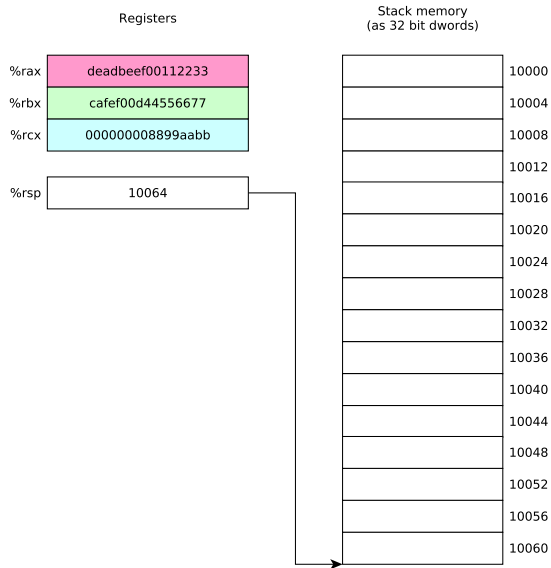 Registers
Stack memory
(as 32 bit dwords)
%rax deadbeef00112233
%rbx cafef00d44556677
%rcx 000000008899aabb
%rsp 10064
10000
10004
10008
10012
10016
10020
10024
10028
10032
10036
10040
10044
10048
10052
10056
10060